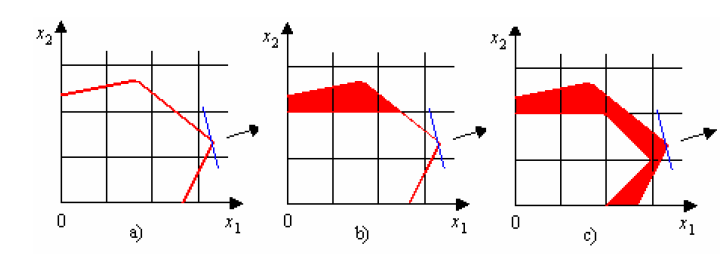 x₂ x₂ x₂
0 x₁ 0 x₁ 0 x₁
a) b) c)